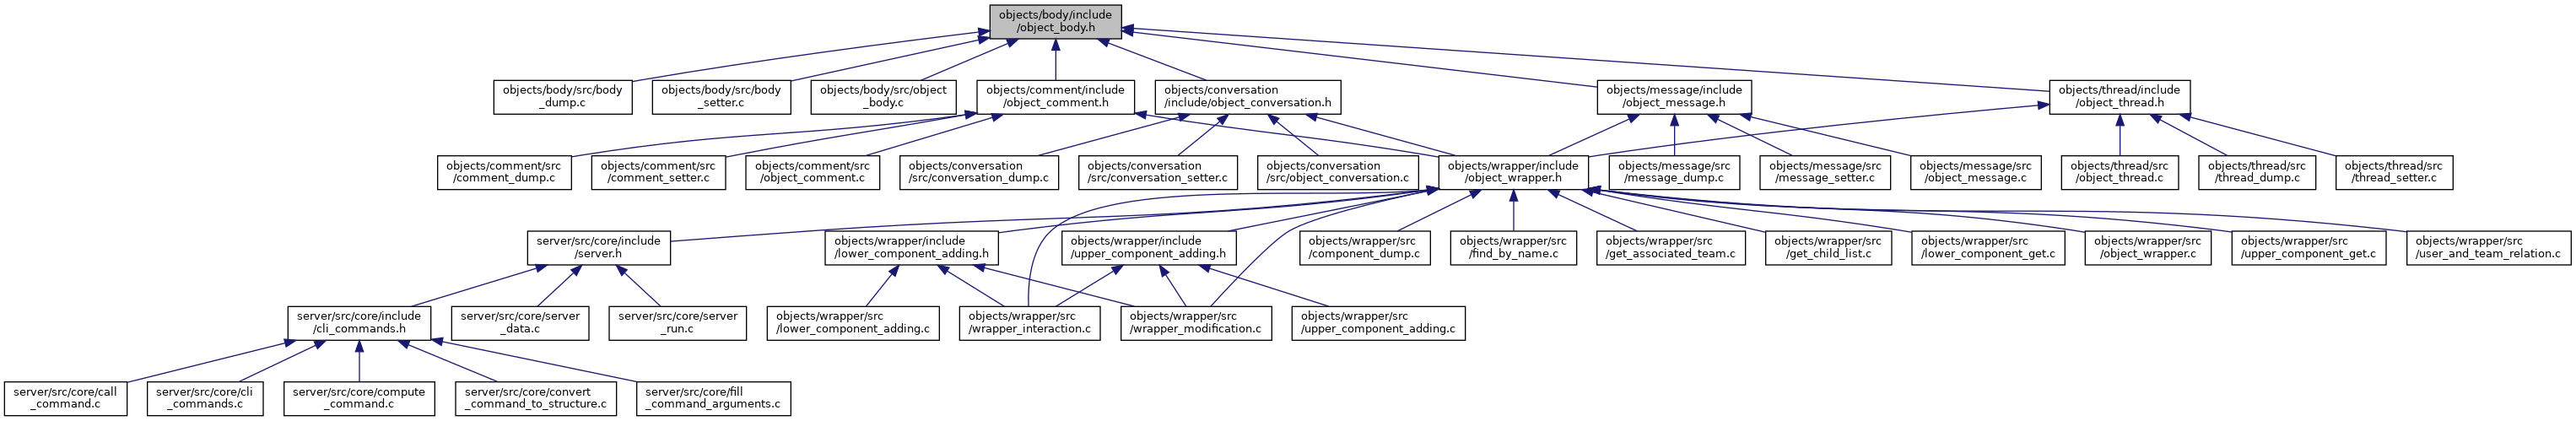 objects/body/include
/object_body.h
objects/body/src/body
_dump.c
objects/body/src/body
_setter.c
objects/body/src/object
_body.c
objects/comment/include
/object_comment.h
objects/conversation
/include/object_conversation.h
objects/message/include
/object_message.h
objects/thread/include
/object_thread.h
objects/comment/src
/comment_dump.c
objects/comment/src
/comment_setter.c
objects/comment/src
/object_comment.c
objects/conversation
/src/conversation_dump.c
objects/conversation
/src/conversation_setter.c
objects/conversation
/src/object_conversation.c
objects/wrapper/include
/object_wrapper.h
objects/message/src
/message_dump.c
objects/message/src
/message_setter.c
objects/message/src
/object_message.c
objects/thread/src
/object_thread.c
objects/thread/src
/thread_dump.c
objects/thread/src
/thread_setter.c
server/src/core/include
/server.h
objects/wrapper/include
/lower_component_adding.h
objects/wrapper/include
/upper_component_adding.h
objects/wrapper/src
/component_dump.c
objects/wrapper/src
/find_by_name.c
objects/wrapper/src
/get_associated_team.c
objects/wrapper/src
/get_child_list.c
objects/wrapper/src
/lower_component_get.c
objects/wrapper/src
/object_wrapper.c
objects/wrapper/src
/upper_component_get.c
objects/wrapper/src
/user_and_team_relation.c
server/src/core/include
/cli_commands.h
server/src/core/server
_data.c
server/src/core/server
_run.c
objects/wrapper/src
/lower_component_adding.c
objects/wrapper/src
/wrapper_interaction.c
objects/wrapper/src
/wrapper_modification.c
objects/wrapper/src
/upper_component_adding.c
server/src/core/call
_command.c
server/src/core/cli
_commands.c
server/src/core/compute
_command.c
server/src/core/convert
_command_to_structure.c
server/src/core/fill
_command_arguments.c